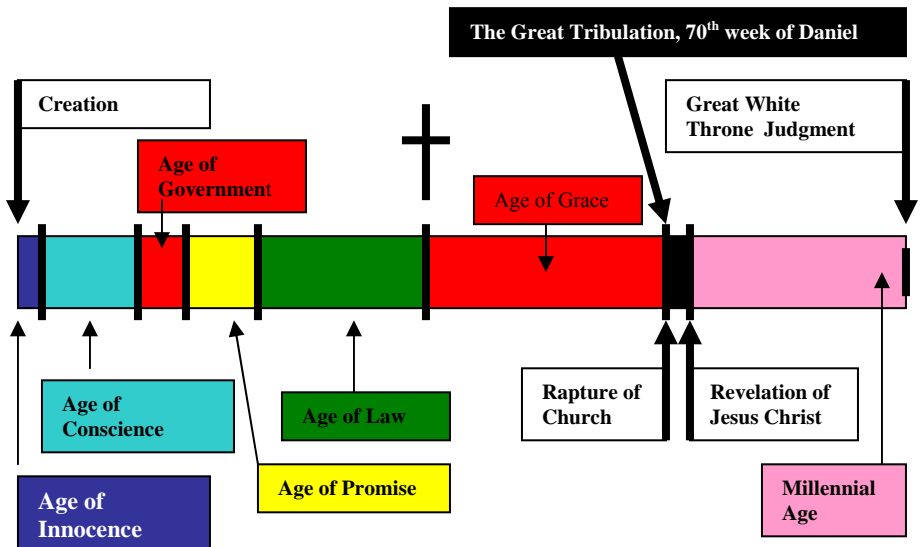 The Great Tribulation, 70th week of Daniel
Creation
Great White
Throne Judgment
Age of
Government
Age of Grace
Age of
Conscience
Age of Law
Rapture of
Church
Revelation of
Jesus Christ
Age of Promise
Millennial
Age
Age of
Innocence